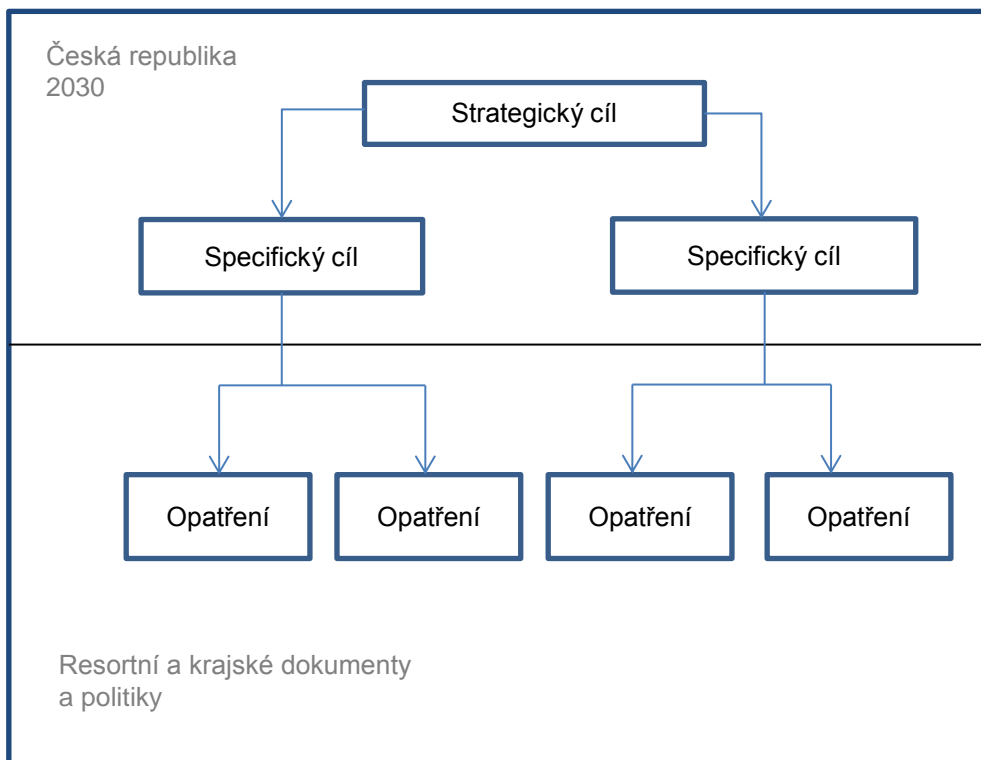 Česká republika
2030
Strategický cíl
Specifický cíl
Specifický cíl
Opatření
Opatření
Opatření
Opatření
Resortní a krajské dokumenty
a politiky